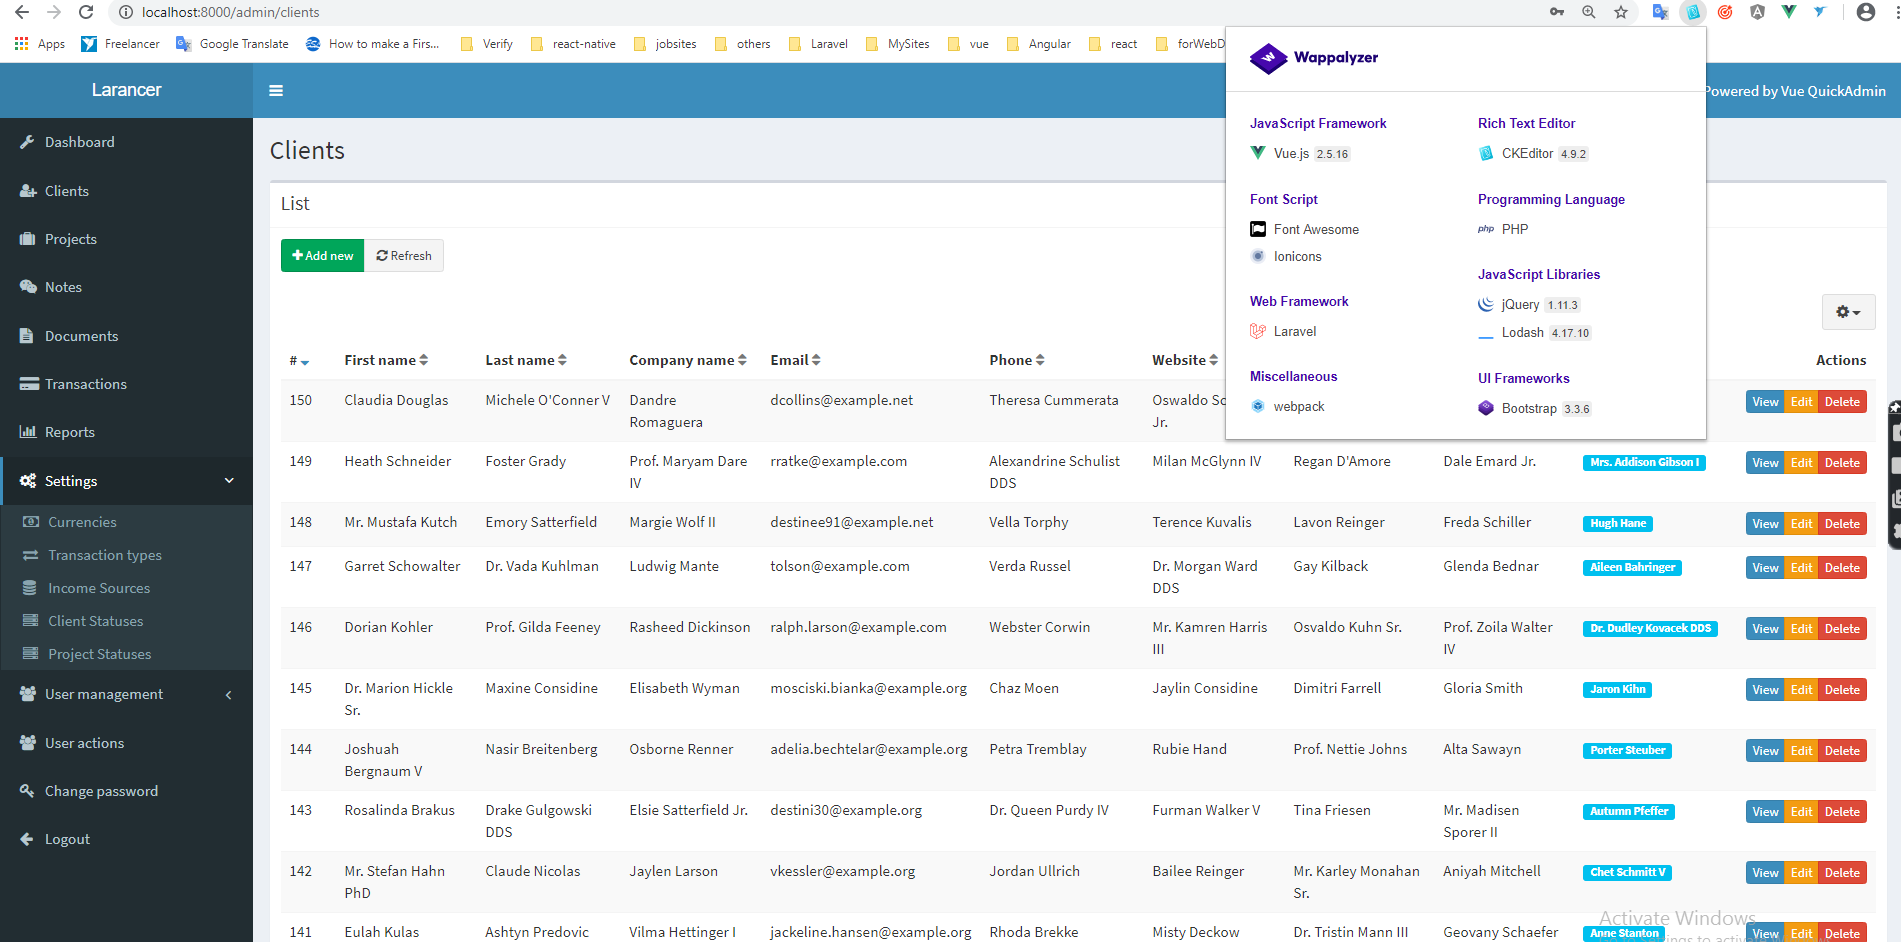 localhost:8000/admin/clients
Apps Freelancer Google Translate How to make a Firs... Verify react-native jobsites others Laravel MySites vue Angular react forWebD
Larancer
Powered by Vue QuickAdmin
Dashboard
Clients
Projects
Notes
Documents
Transactions
Reports
Settings
Currencies
Transaction types
Income Sources
Client Statuses
Project Statuses
User management
User actions
Change password
Logout
Clients
List
Add new Refresh
Wappalyzer
JavaScript Framework
Vue.js 2.5.16
Font Script
Font Awesome
Ionicons
Web Framework
Laravel
Miscellaneous
webpack
Rich Text Editor
CKEditor 4.9.2
Programming Language
php PHP
JavaScript Libraries
jQuery 1.11.3
Lodash 4.17.10
UI Frameworks
Bootstrap 3.3.6
# First name Last name Company name Email Phone Website Actions
150 Claudia Douglas Michele O'Conner V Dandre dcollins@example.net Theresa Cummerata Oswaldo Sc View Edit Delete
Romaguera Jr.
149 Heath Schneider Foster Grady Prof. Maryam Dare rratke@example.com Alexandrine Schulist Milan McGlynn IV Regan D'Amore Dale Emard Jr. Mrs. Addison Gibson I View Edit Delete
IV DDS
148 Mr. Mustafa Kutch Emory Satterfield Margie Wolf II destinee91@example.net Vella Torphy Terence Kuvalis Lavon Reinger Freda Schiller Hugh Hane View Edit Delete
147 Garret Schowalter Dr. Vada Kuhlman Ludwig Mante tolson@example.com Verda Russel Dr. Morgan Ward Gay Kilback Glenda Bednar Aileen Bahringer View Edit Delete
DDS
146 Dorian Kohler Prof. Gilda Feeney Rasheed Dickinson ralph.larson@example.com Webster Corwin Mr. Kamren Harris Osvaldo Kuhn Sr. Prof. Zoila Walter Dr. Dudley Kovacek DDS View Edit Delete
III IV
145 Dr. Marion Hickle Maxine Considine Elisabeth Wyman mosciski.bianka@example.org Chaz Moen Jaylin Considine Dimitri Farrell Gloria Smith Jaron Kihn View Edit Delete
Sr.
144 Joshuah Nasir Breitenberg Osborne Renner adelia.bechtelar@example.org Petra Tremblay Rubie Hand Prof. Nettie Johns Alta Sawayn Porter Steuber View Edit Delete
Bergnaum V
143 Rosalinda Brakus Drake Gulgowski Elsie Satterfield Jr. destini30@example.org Dr. Queen Purdy IV Furman Walker V Tina Friesen Mr. Madisen Autumn Pfeffer View Edit Delete
DDS Sporer II
142 Mr. Stefan Hahn Claude Nicolas Jaylen Larson vkessler@example.org Jordan Ullrich Bailee Reinger Mr. Karley Monahan Aniyah Mitchell Chet Schmitt V View Edit Delete
PhD Sr.
141 Eulah Kulas Ashtyn Predovic Vilma Hettinger I jackeline.hansen@example.org Rhoda Brekke Misty Deckow Dr. Tristin Mann III Geovany Schaefer Anne Stanton View Edit Delete
Activate Windows